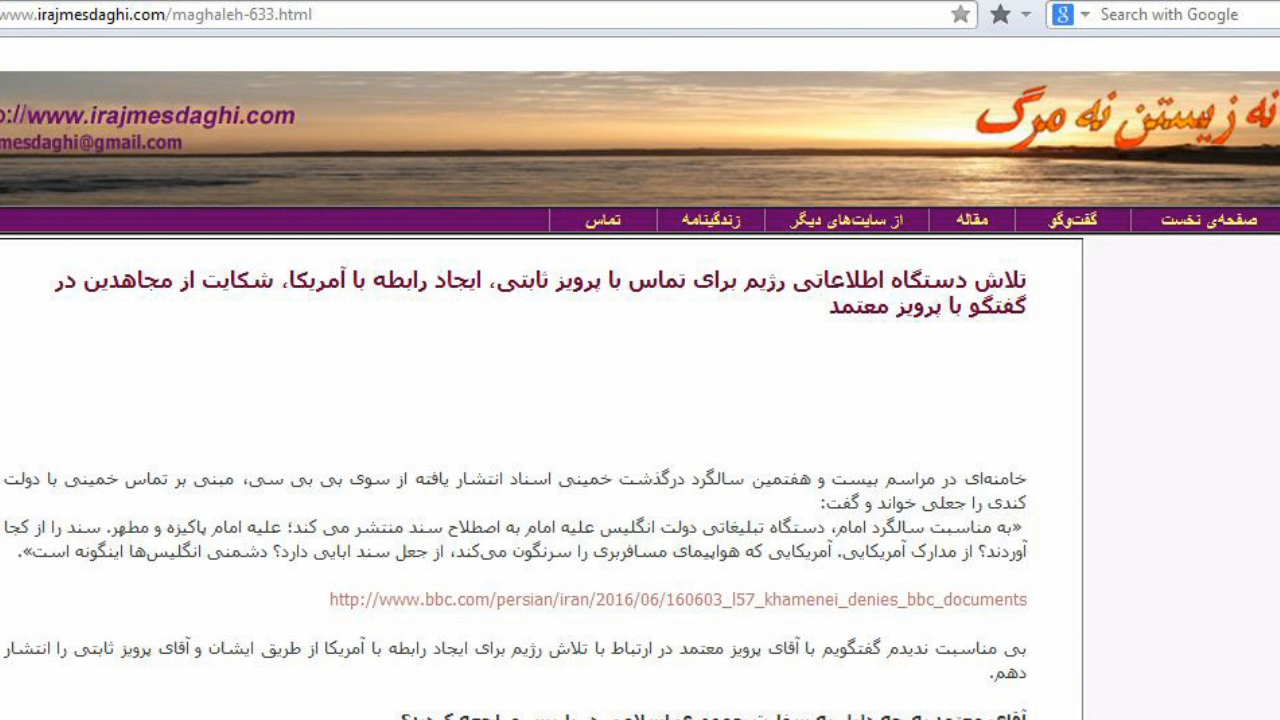 www.irajmesdaghi.com/maghaleh-633.html
Search with Google
نه زیستن نه مرگ
://www.irajmesdaghi.com
mesdaghi@gmail.com
صفحه‌ی نخست گفت‌وگو مقاله از سایت‌های دیگر زندگینامه تماس
تلاش دستگاه اطلاعاتی رژیم برای تماس با پرویز ثابتی، ایجاد رابطه با آمریکا، شکایت از مجاهدین در
گفتگو با پرویز معتمد
خامنه‌ای در مراسم بیست و هفتمین سالگرد درگذشت خمینی اسناد انتشار یافته از سوی بی بی سی، مبنی بر تماس خمینی با دولت
کندی را جعلی خواند و گفت:
«به مناسبت سالگرد امام، دستگاه تبلیغاتی دولت انگلیس علیه امام به اصطلاح سند منتشر می کند؛ علیه امام پاکیزه و مطهر. سند را از کجا
آوردند؟ از مدارک آمریکایی. آمریکایی که هواپیمای مسافربری را سرنگون می‌کند، از جعل سند ابایی دارد؟ دشمنی انگلیس‌ها اینگونه است».
http://www.bbc.com/persian/iran/2016/06/160603_l57_khamenei_denies_bbc_documents
بی مناسبت ندیدم گفتگویم با آقای پرویز معتمد در ارتباط با تلاش رژیم برای ایجاد رابطه با آمریکا از طریق ایشان و آقای پرویز ثابتی را انتشار
دهم.